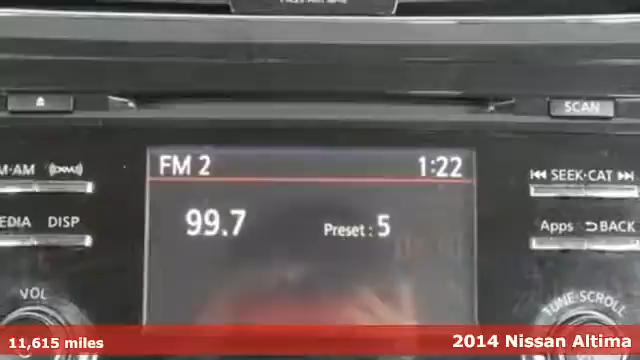 SCAN
FM 2 1:22
M·AM (XM) SEEK·CAT
99.7 Preset : 5
EDIA DISP Apps BACK
VOL TUNE·SCROLL
11,615 miles 2014 Nissan Altima